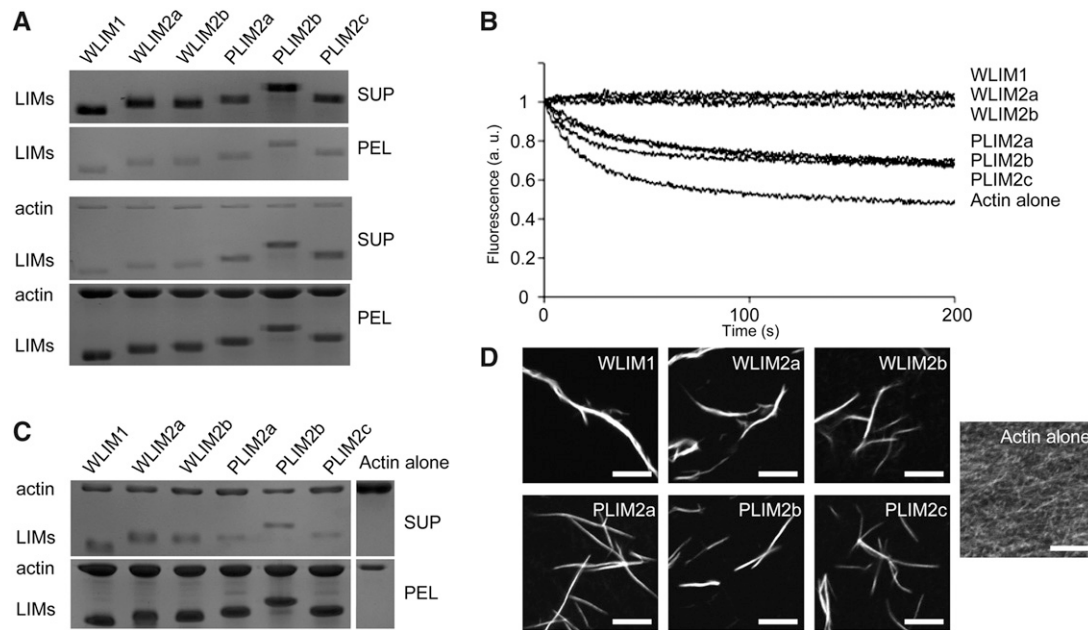 A
WLIM1
WLIM2a
WLIM2b
PLIM2a
PLIM2b
PLIM2c
LIMs
SUP
LIMs
PEL
actin
SUP
LIMs
actin
PEL
LIMs
B
Fluorescence (a. u.)
1
0.8
0.6
0.4
0.2
0
0
100
200
Time (s)
WLIM1
WLIM2a
WLIM2b
PLIM2a
PLIM2b
PLIM2c
Actin alone
C
WLIM1
WLIM2a
WLIM2b
PLIM2a
PLIM2b
PLIM2c
Actin alone
actin
SUP
LIMs
actin
PEL
LIMs
D
WLIM1
WLIM2a
WLIM2b
Actin alone
PLIM2a
PLIM2b
PLIM2c